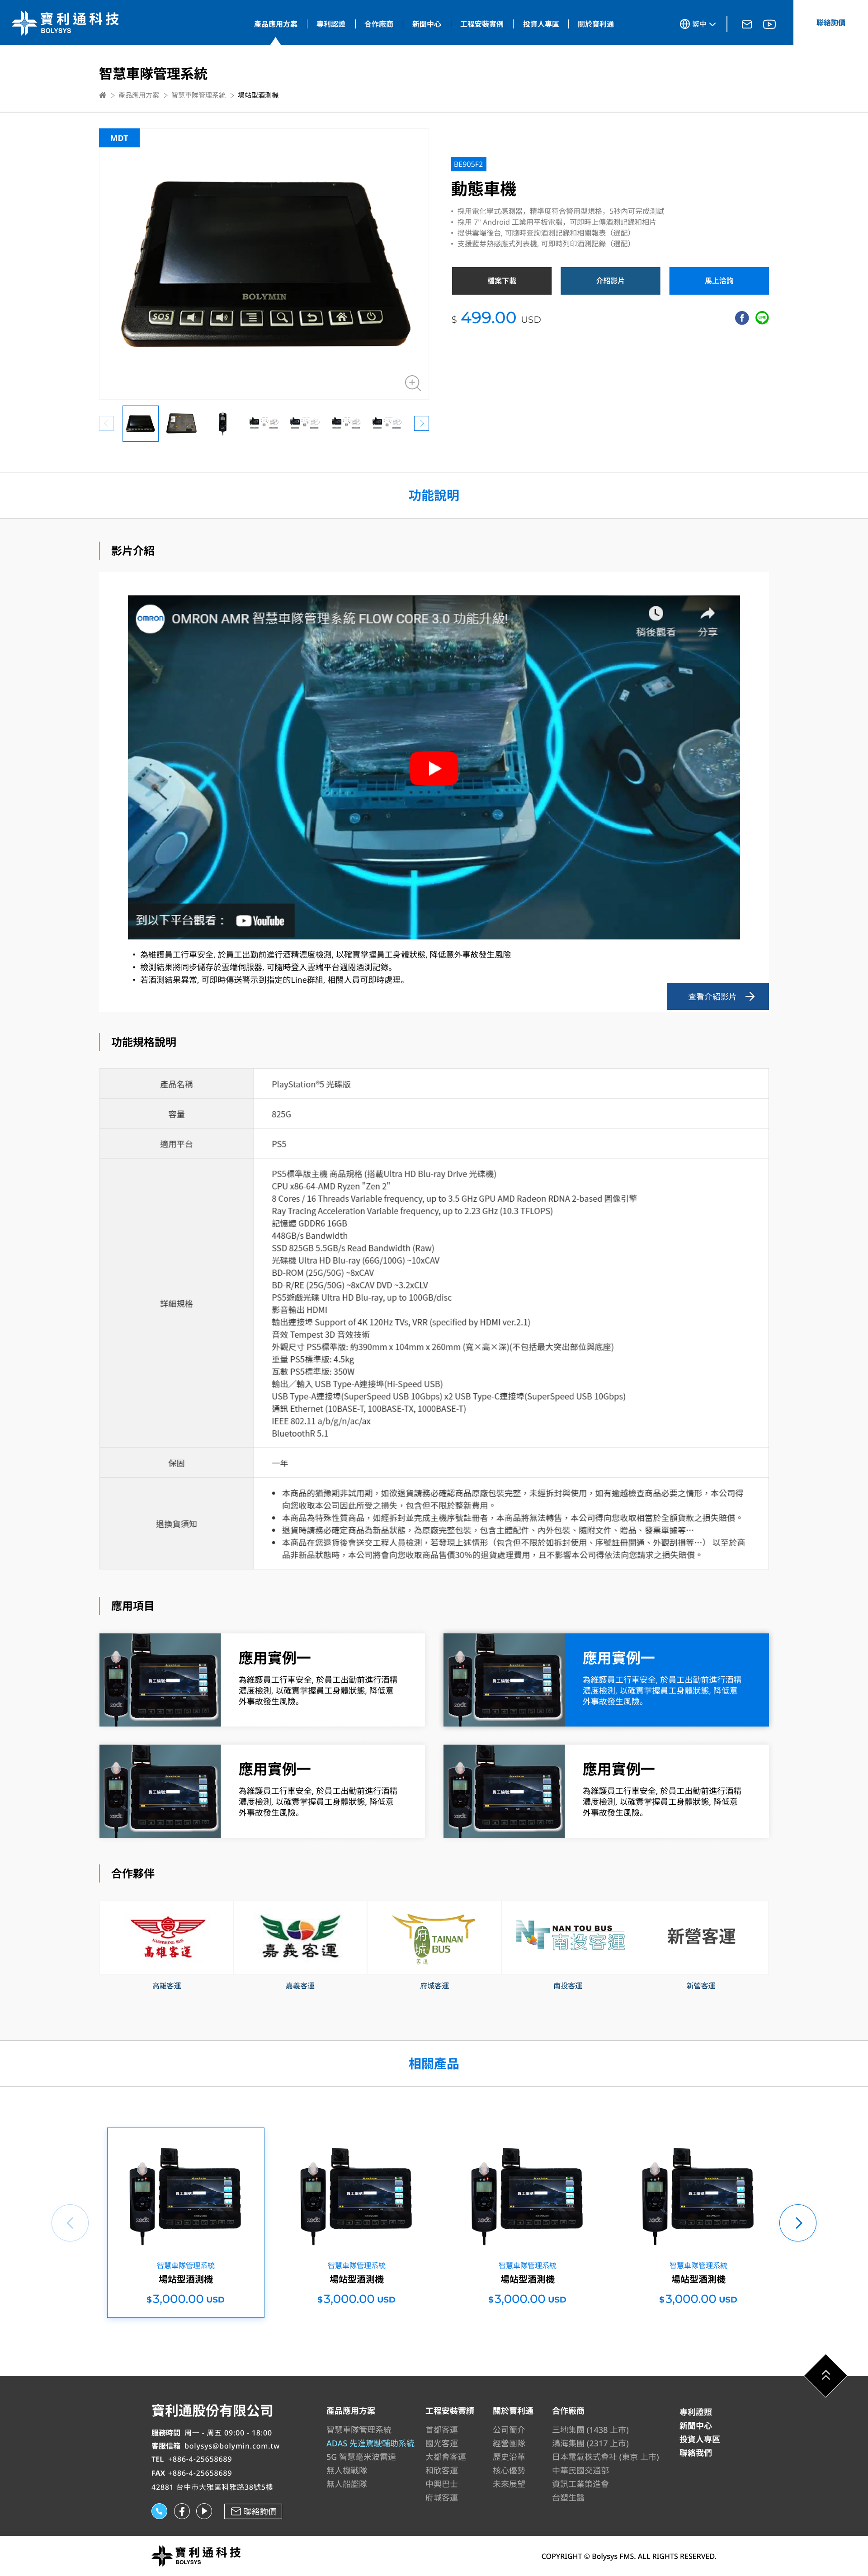 寶利通科技
BOLYSYS
產品應用方案
專利認證
合作廠商
新聞中心
工程安裝實例
投資人專區
關於寶利通
繁中
聯絡詢價
智慧車隊管理系統
> 產品應用方案 > 智慧車隊管理系統 > 場站型酒測機
MDT
BOLYMIN
SOS
BE905F2
動態車機
• 採用電化學式感測器，精準度符合警用型規格，5秒內可完成測試
• 採用 7" Android 工業用平板電腦，可即時上傳酒測記錄和相片
• 提供雲端後台, 可隨時查詢酒測記錄和相關報表（選配）
• 支援藍芽熱感應式列表機, 可即時列印酒測記錄（選配）
檔案下載
介紹影片
馬上洽詢
$ 499.00 USD
功能說明
影片介紹
OMRON
OMRON AMR 智慧車隊管理系統 FLOW CORE 3.0 功能升級!
稍後觀看
分享
到以下平台觀看：
YouTube
• 為維護員工行車安全, 於員工出勤前進行酒精濃度檢測, 以確實掌握員工身體狀態, 降低意外事故發生風險
• 檢測結果將同步儲存於雲端伺服器, 可隨時登入雲端平台週閱酒測記錄。
• 若酒測結果異常, 可即時傳送警示到指定的Line群組, 相關人員可即時處理。
查看介紹影片
功能規格說明
產品名稱
PlayStation®5 光碟版
容量
825G
適用平台
PS5
詳細規格
PS5標準版主機 商品規格 (搭載Ultra HD Blu-ray Drive 光碟機)
CPU x86-64-AMD Ryzen "Zen 2"
8 Cores / 16 Threads Variable frequency, up to 3.5 GHz GPU AMD Radeon RDNA 2-based 圖像引擎
Ray Tracing Acceleration Variable frequency, up to 2.23 GHz (10.3 TFLOPS)
記憶體 GDDR6 16GB
448GB/s Bandwidth
SSD 825GB 5.5GB/s Read Bandwidth (Raw)
光碟機 Ultra HD Blu-ray (66G/100G) ~10xCAV
BD-ROM (25G/50G) ~8xCAV
BD-R/RE (25G/50G) ~8xCAV DVD ~3.2xCLV
PS5遊戲光碟 Ultra HD Blu-ray, up to 100GB/disc
影音輸出 HDMI
輸出連接埠 Support of 4K 120Hz TVs, VRR (specified by HDMI ver.2.1)
音效 Tempest 3D 音效技術
外觀尺寸 PS5標準版: 約390mm x 104mm x 260mm (寬×高×深)(不包括最大突出部位與底座)
重量 PS5標準版: 4.5kg
瓦數 PS5標準版: 350W
輸出／輸入 USB Type-A連接埠(Hi-Speed USB)
USB Type-A連接埠(SuperSpeed USB 10Gbps) x2 USB Type-C連接埠(SuperSpeed USB 10Gbps)
通訊 Ethernet (10BASE-T, 100BASE-TX, 1000BASE-T)
IEEE 802.11 a/b/g/n/ac/ax
BluetoothR 5.1
保固
一年
退換貨須知
• 本商品的猶豫期非試用期，如欲退貨請務必確認商品原廠包裝完整，未經拆封與使用，如有逾越檢查商品必要之情形，本公司得
向您收取本公司因此所受之損失，包含但不限於整新費用。
• 本商品為特殊性質商品，如經拆封並完成主機序號註冊者，本商品將無法轉售，本公司得向您收取相當於全額貨款之損失賠償。
• 退貨時請務必確定商品為新品狀態，為原廠完整包裝，包含主體配件、內外包裝、隨附文件、贈品、發票單據等…
• 本商品在您退貨後會送交工程人員檢測，若發現上述情形（包含但不限於如拆封使用、序號註冊開通、外觀刮損等…） 以至於商
品非新品狀態時，本公司將會向您收取商品售價30%的退貨處理費用，且不影響本公司得依法向您請求之損失賠償。
應用項目
應用實例一
為維護員工行車安全, 於員工出勤前進行酒精
濃度檢測, 以確實掌握員工身體狀態, 降低意
外事故發生風險。
應用實例一
為維護員工行車安全, 於員工出勤前進行酒精
濃度檢測, 以確實掌握員工身體狀態, 降低意
外事故發生風險。
應用實例一
為維護員工行車安全, 於員工出勤前進行酒精
濃度檢測, 以確實掌握員工身體狀態, 降低意
外事故發生風險。
應用實例一
為維護員工行車安全, 於員工出勤前進行酒精
濃度檢測, 以確實掌握員工身體狀態, 降低意
外事故發生風險。
合作夥伴
高雄客運
嘉義客運
府城
TAINAN
BUS
客運
NAN TOU BUS
南投客運
新營客運
高雄客運
嘉義客運
府城客運
南投客運
新營客運
相關產品
智慧車隊管理系統
場站型酒測機
$3,000.00 USD
智慧車隊管理系統
場站型酒測機
$3,000.00 USD
智慧車隊管理系統
場站型酒測機
$3,000.00 USD
智慧車隊管理系統
場站型酒測機
$3,000.00 USD
寶利通股份有限公司
服務時間 周一 - 周五 09:00 - 18:00
客服信箱 bolysys@bolymin.com.tw
TEL +886-4-25658689
FAX +886-4-25658689
42881 台中市大雅區科雅路38號5樓
聯絡詢價
產品應用方案
智慧車隊管理系統
ADAS 先進駕駛輔助系統
5G 智慧毫米波雷達
無人機戰隊
無人船艦隊
工程安裝實績
首都客運
國光客運
大都會客運
和欣客運
中興巴士
府城客運
關於寶利通
公司簡介
經營團隊
歷史沿革
核心優勢
未來展望
合作廠商
三地集團 (1438 上市)
鴻海集團 (2317 上市)
日本電氣株式會社 (東京 上市)
中華民國交通部
資訊工業策進會
台塑生醫
專利證照
新聞中心
投資人專區
聯絡我們
寶利通科技
BOLYSYS
COPYRIGHT © Bolysys FMS. ALL RIGHTS RESERVED.